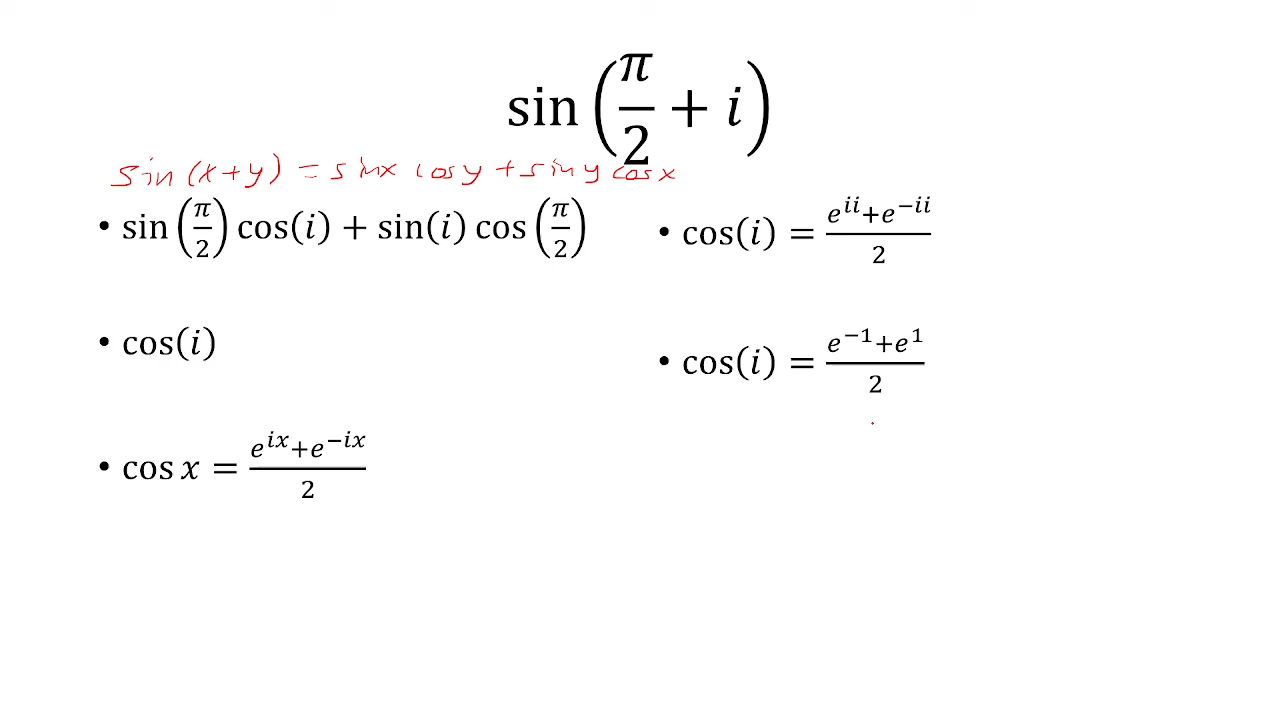 sin(π/2 + i)
sin(x+y) = sinx cosy + siny cosx
• sin(π/2) cos(i) + sin(i) cos(π/2)
• cos(i)
• cos x = (e^{ix}+e^{−ix})/2
• cos(i) = (e^{ii}+e^{−ii})/2
• cos(i) = (e^{−1}+e^{1})/2